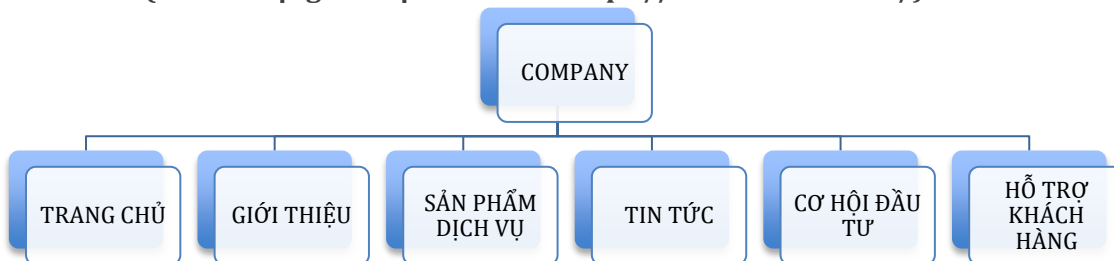 COMPANY
TRANG CHỦ
GIỚI THIỆU
SẢN PHẨM
DỊCH VỤ
TIN TỨC
CƠ HỘI ĐẦU
TƯ
HỖ TRỢ
KHÁCH
HÀNG